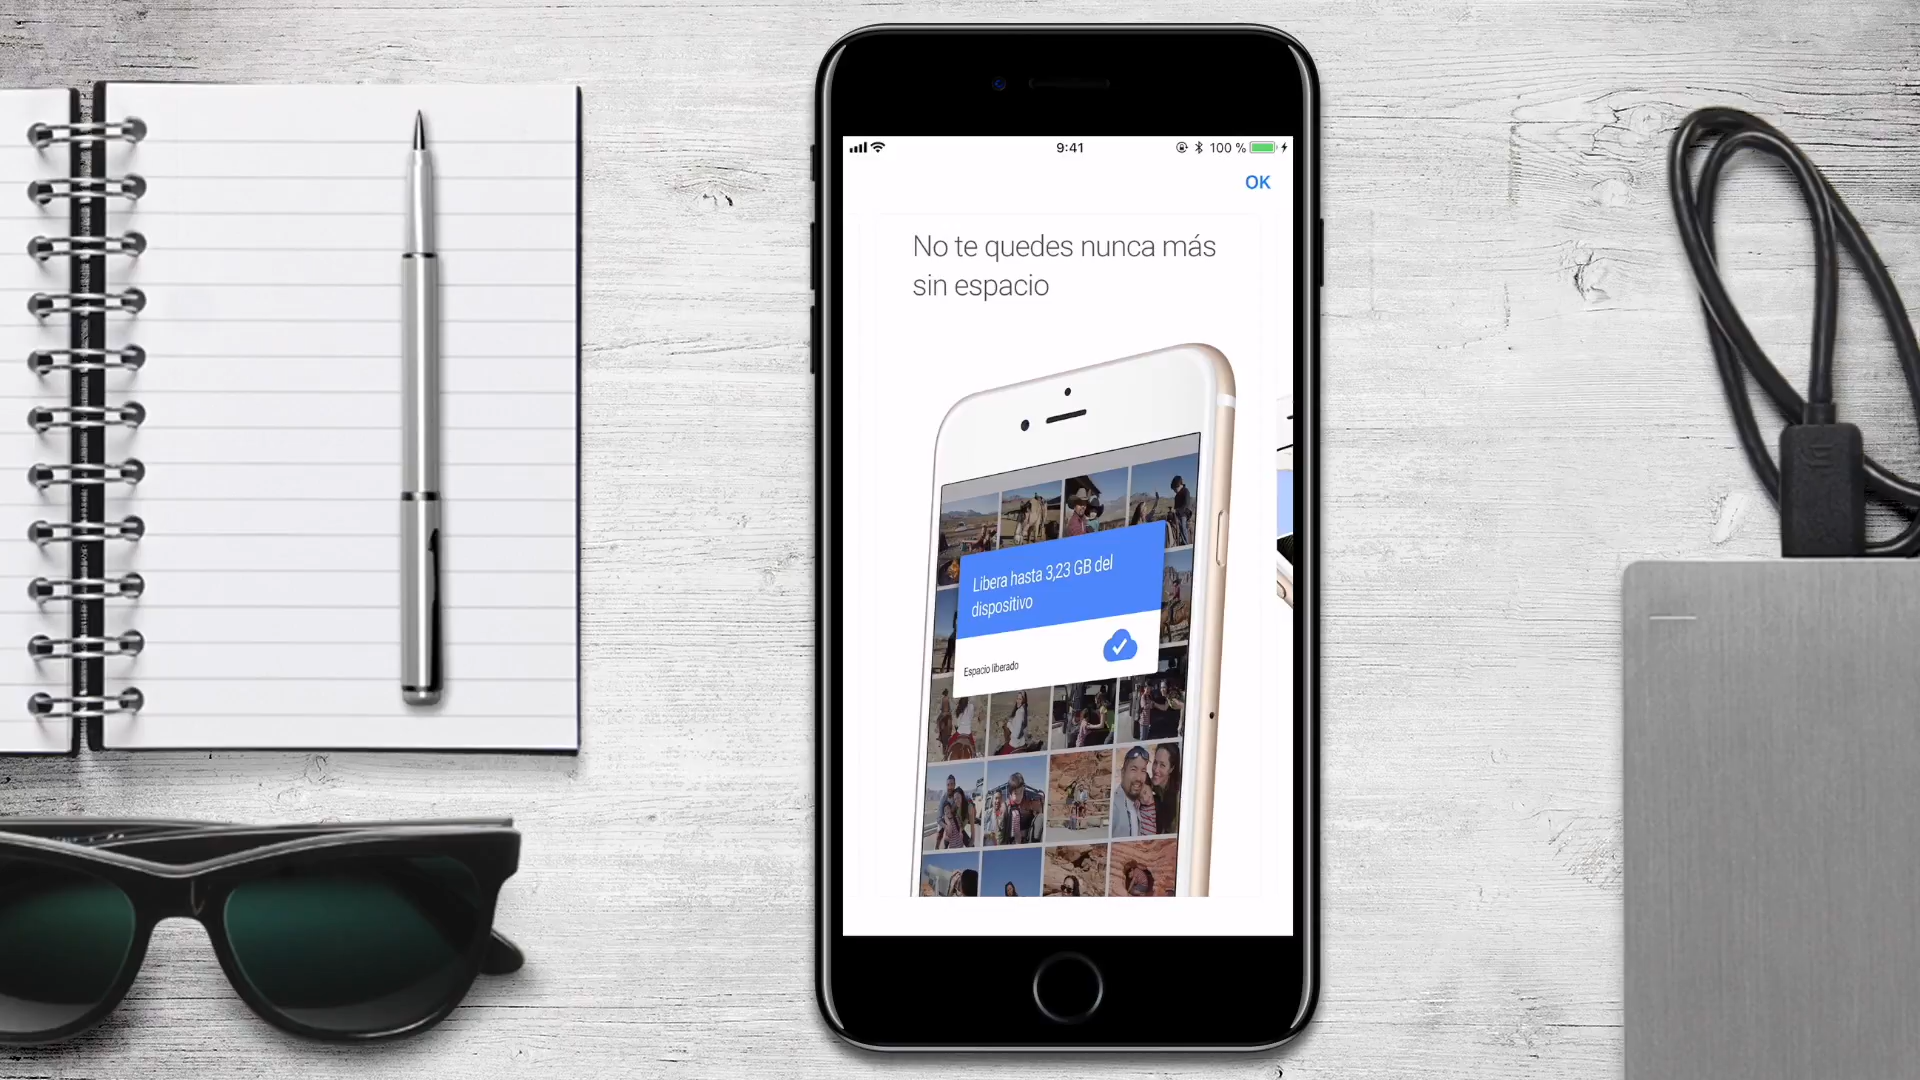 9:41
100 %
OK
No te quedes nunca más
sin espacio
Libera hasta 3,23 GB del
dispositivo
Espacio liberado